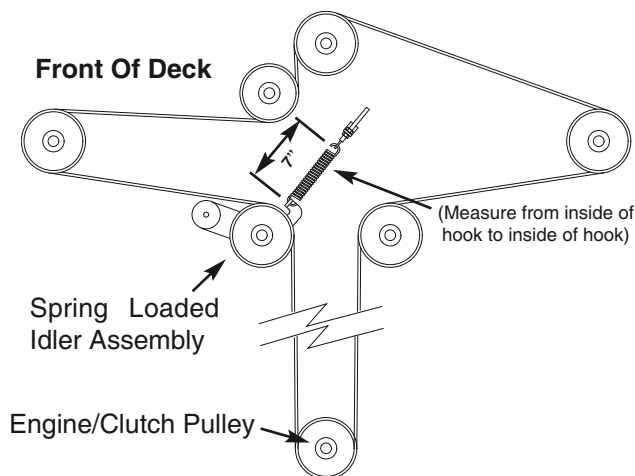 Front Of Deck
7"
(Measure from inside of
hook to inside of hook)
Spring Loaded
Idler Assembly
Engine/Clutch Pulley